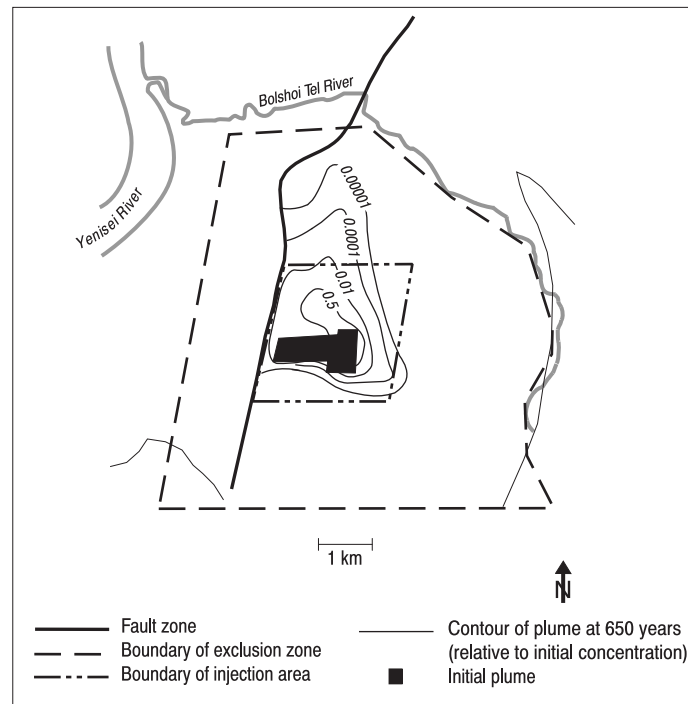 Bolshoi Tel River
Yenisei River
0.00001
0.0001
0.01
0.5
1 km
N
Fault zone
Boundary of exclusion zone
Boundary of injection area
Contour of plume at 650 years
(relative to initial concentration)
Initial plume